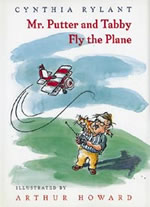 CYNTHIA RYLANT
Mr. Putter and Tabby
Fly the Plane
ILLUSTRATED BY
ARTHUR HOWARD